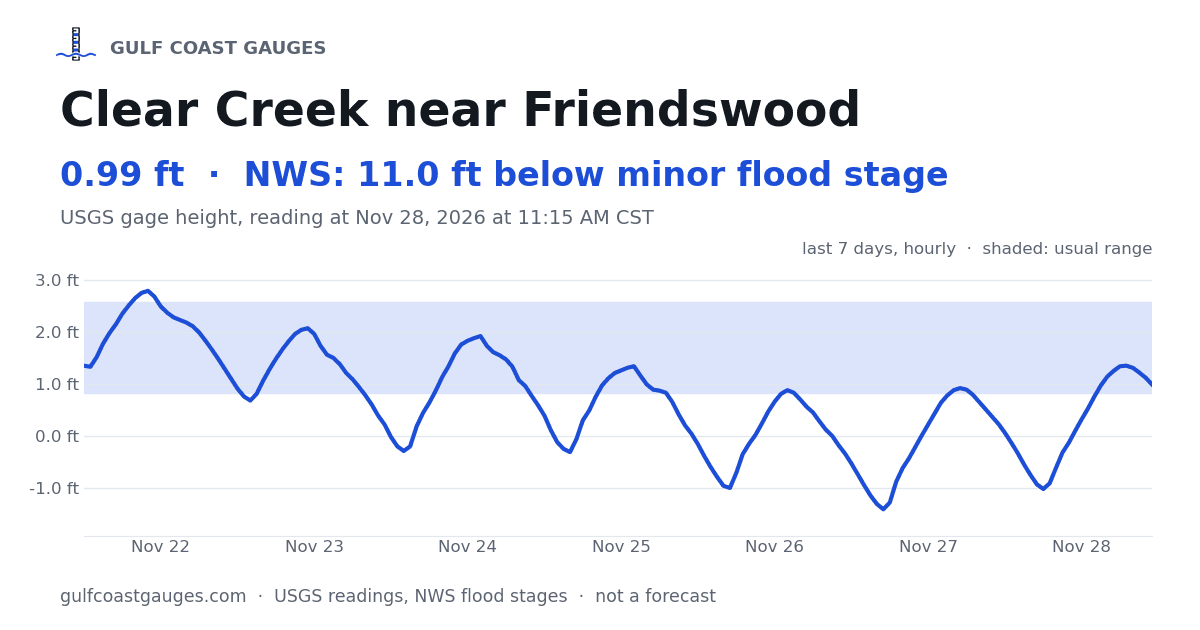 GULF COAST GAUGES
Clear Creek near Friendswood
0.99 ft · NWS: 11.0 ft below minor flood stage
USGS gage height, reading at Nov 28, 2026 at 11:15 AM CST
last 7 days, hourly · shaded: usual range
3.0 ft
2.0 ft
1.0 ft
0.0 ft
-1.0 ft
Nov 22 Nov 23 Nov 24 Nov 25 Nov 26 Nov 27 Nov 28
gulfcoastgauges.com · USGS readings, NWS flood stages · not a forecast